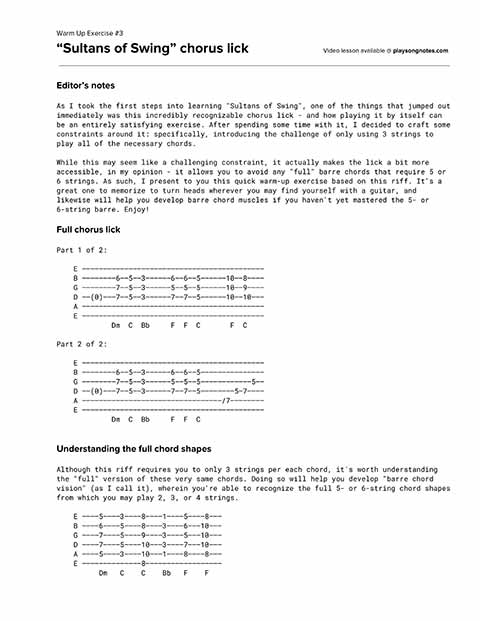 Warm Up Exercise #3
“Sultans of Swing” chorus lick
Video lesson available @ playsongnotes.com
Editor's notes
As I took the first steps into learning "Sultans of Swing", one of the things that jumped out
immediately was this incredibly recognizable chorus lick - and how playing it by itself can
be an entirely satisfying exercise. After spending some time with it, I decided to craft some
constraints around it: specifically, introducing the challenge of only using 3 strings to
play all of the necessary chords.
While this may seem like a challenging constraint, it actually makes the lick a bit more
accessible, in my opinion - it allows you to avoid any "full" barre chords that require 5 or
6 strings. As such, I present to you this quick warm-up exercise based on this riff. It's a
great one to memorize to turn heads wherever you may find yourself with a guitar, and
likewise will help you develop barre chord muscles if you haven't yet mastered the 5- or
6-string barre. Enjoy!
Full chorus lick
Part 1 of 2:
E -------------------------------------------
B --------6--5--3------6--6--5------10--8----
G --------7--5--3------5--5--5------10--9----
D --(0)---7--5--3------7--7--5------10--10---
A -------------------------------------------
E -------------------------------------------
Dm C Bb F F C F C
Part 2 of 2:
E -------------------------------------------
B --------6--5--3------6--6--5---------------
G --------7--5--3------5--5--5------------5--
D --(0)---7--5--3------7--7--5--------5-7----
A ---------------------------------/7--------
E -------------------------------------------
Dm C Bb F F C
Understanding the full chord shapes
Although this riff requires you to only 3 strings per each chord, it's worth understanding
the "full" version of these very same chords. Doing so will help you develop "barre chord
vision" (as I call it), wherein you're able to recognize the full 5- or 6-string chord shapes
from which you may play 2, 3, or 4 strings.
E ----5----3----8---1----5----8---
B ----6----5----8---3----6---10---
G ----7----5----9---3----5---10---
D ----7----5---10---3----7---10---
A ----5----3---10---1----8----8---
E --------------8-----------------
Dm C C Bb F F